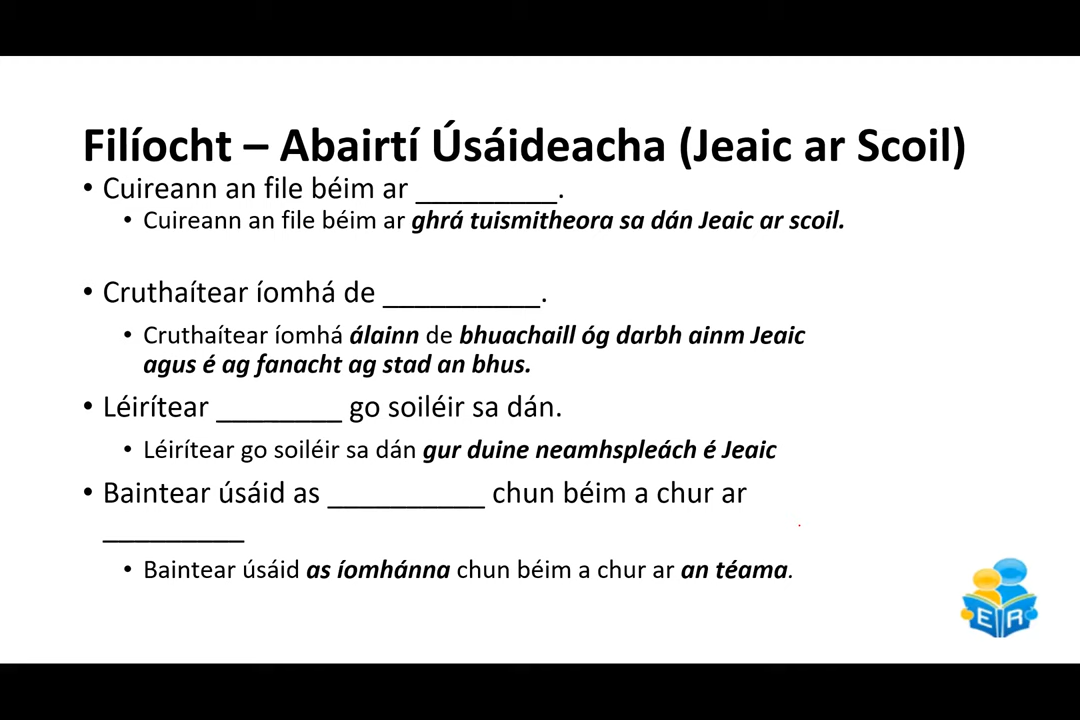 Filíocht – Abairtí Úsáideacha (Jeaic ar Scoil)
• Cuireann an file béim ar _________.
• Cuireann an file béim ar ghrá tuismitheora sa dán Jeaic ar scoil.
• Cruthaítear íomhá de __________.
• Cruthaítear íomhá álainn de bhuachaill óg darbh ainm Jeaic
agus é ag fanacht ag stad an bhus.
• Léirítear ________ go soiléir sa dán.
• Léirítear go soiléir sa dán gur duine neamhspleách é Jeaic
• Baintear úsáid as __________ chun béim a chur ar
_________
• Baintear úsáid as íomhánna chun béim a chur ar an téama.
E R